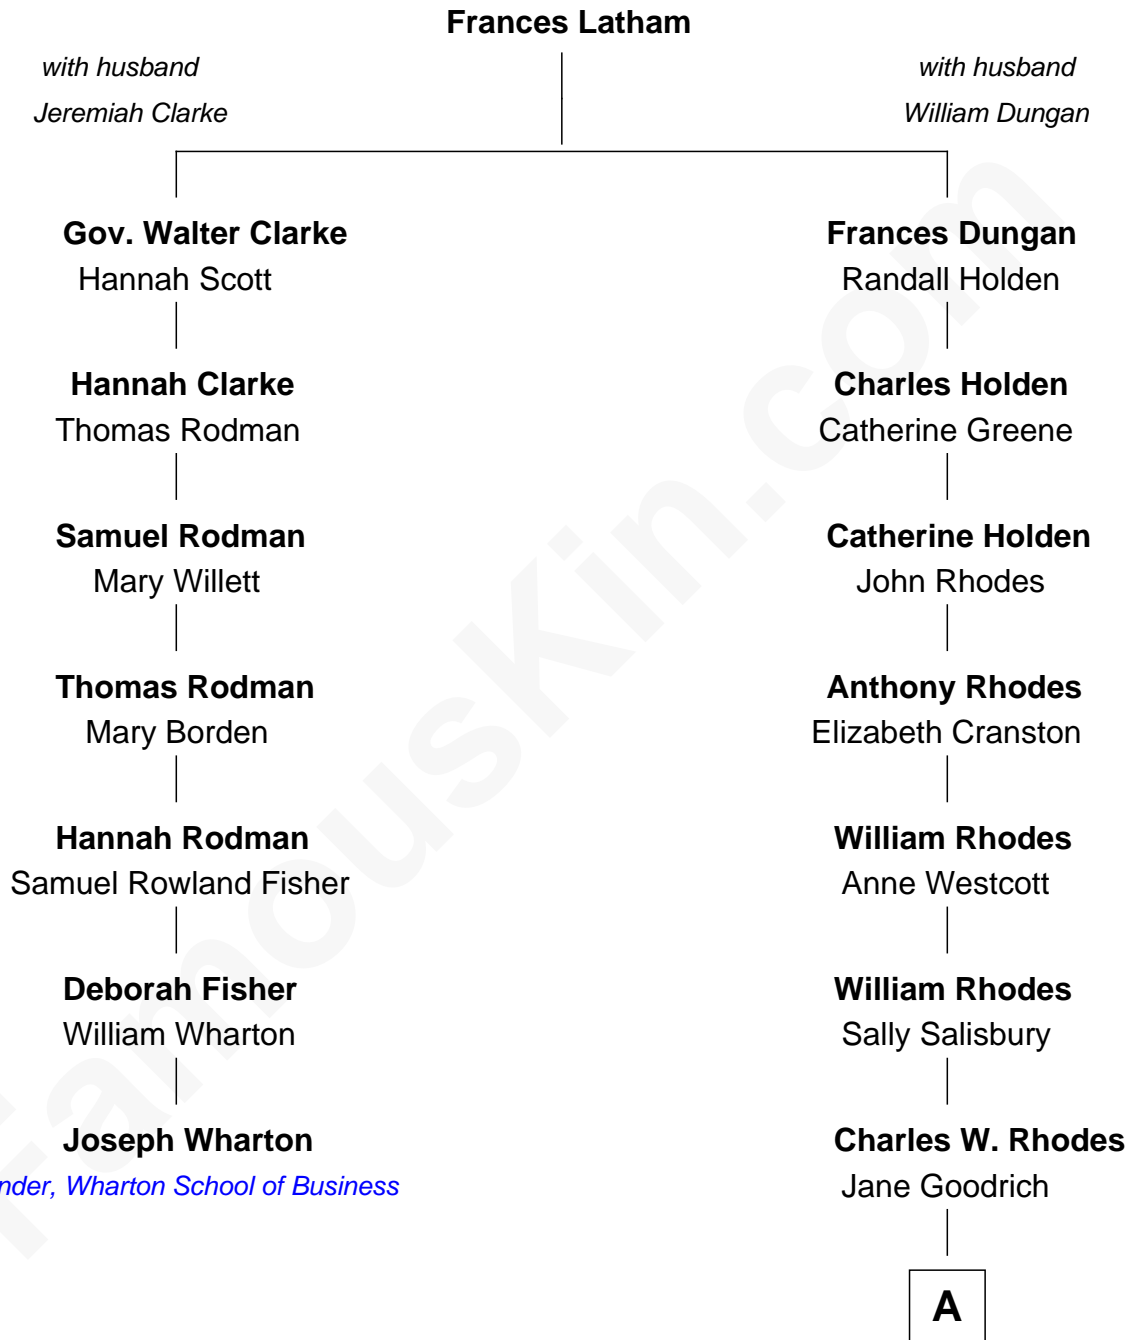 Frances Latham
with husband
Jeremiah Clarke
with husband
William Dungan
Gov. Walter Clarke
Hannah Scott
Frances Dungan
Randall Holden
Hannah Clarke
Thomas Rodman
Charles Holden
Catherine Greene
Samuel Rodman
Mary Willett
Catherine Holden
John Rhodes
Thomas Rodman
Mary Borden
Anthony Rhodes
Elizabeth Cranston
Hannah Rodman
Samuel Rowland Fisher
William Rhodes
Anne Westcott
Deborah Fisher
William Wharton
William Rhodes
Sally Salisbury
Joseph Wharton
nder, Wharton School of Business
Charles W. Rhodes
Jane Goodrich
A
FamousKin.com